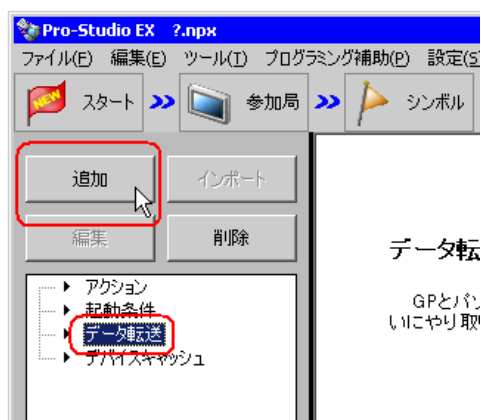 Pro-Studio EX ?.npx
ファイル(F) 編集(E) ツール(T) プログラミング補助(P) 設定(S
NEW スタート 参加局 シンボル
追加 インポート
編集 削除
アクション
起動条件
データ転送
デバイスキャッシュ
データ転
GPとパソ
いにやり取